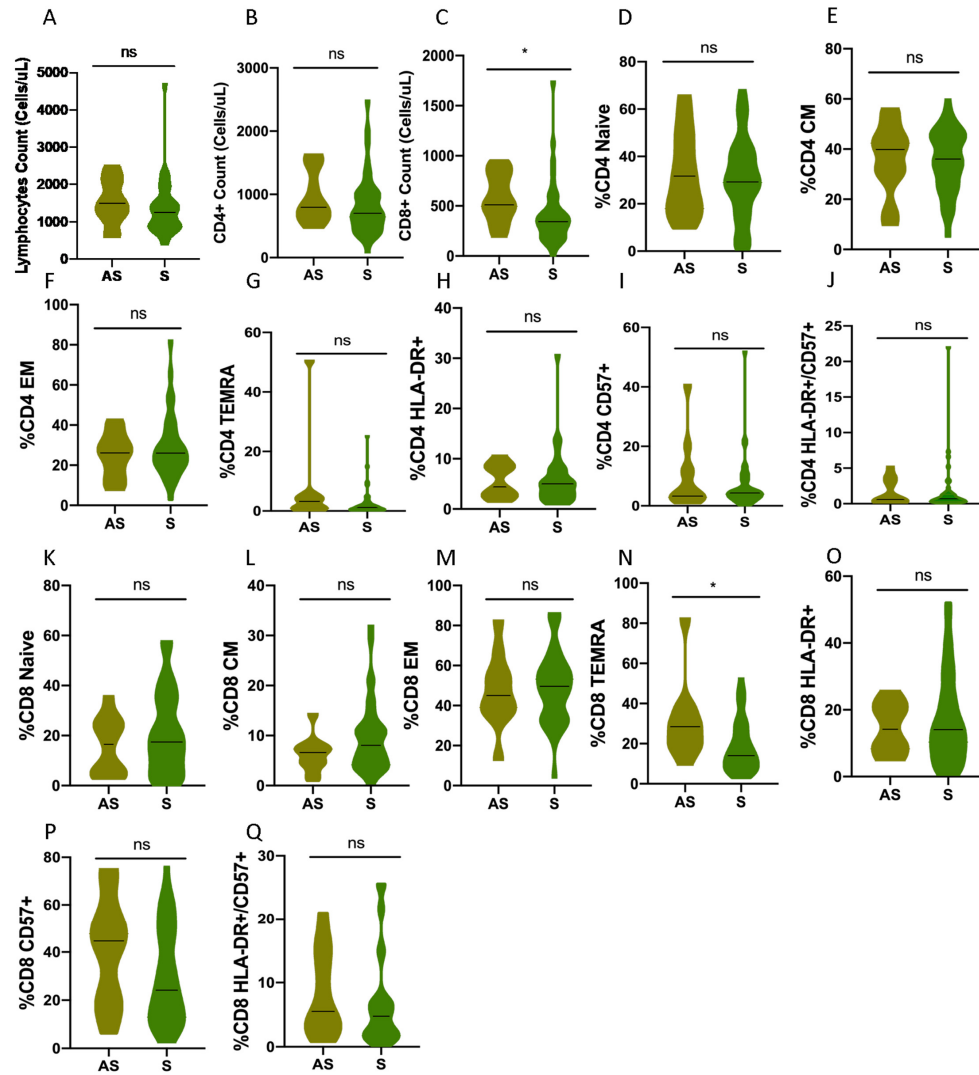 A
Lymphocytes Count (Cells/uL)
5000
4000
3000
2000
1000
0
ns
AS S
B
CD4+ Count (Cells/uL)
3000
2000
1000
0
ns
AS S
C
CD8+ Count (Cells/uL)
2000
1500
1000
500
0
*
AS S
D
%CD4 Naive
80
60
40
20
0
ns
AS S
E
%CD4 CM
80
60
40
20
0
ns
AS S
F
%CD4 EM
100
80
60
40
20
0
ns
AS S
G
%CD4 TEMRA
60
40
20
0
ns
AS S
H
%CD4 HLA-DR+
40
30
20
10
0
ns
AS S
I
%CD4 CD57+
60
40
20
0
ns
AS S
J
%CD4 HLA-DR+/CD57+
25
20
15
10
5
0
ns
AS S
K
%CD8 Naive
80
60
40
20
0
ns
AS S
L
%CD8 CM
40
30
20
10
0
ns
AS S
M
%CD8 EM
100
80
60
40
20
0
ns
AS S
N
%CD8 TEMRA
100
80
60
40
20
0
*
AS S
O
%CD8 HLA-DR+
60
40
20
0
ns
AS S
P
%CD8 CD57+
80
60
40
20
0
ns
AS S
Q
%CD8 HLA-DR+/CD57+
30
20
10
0
ns
AS S